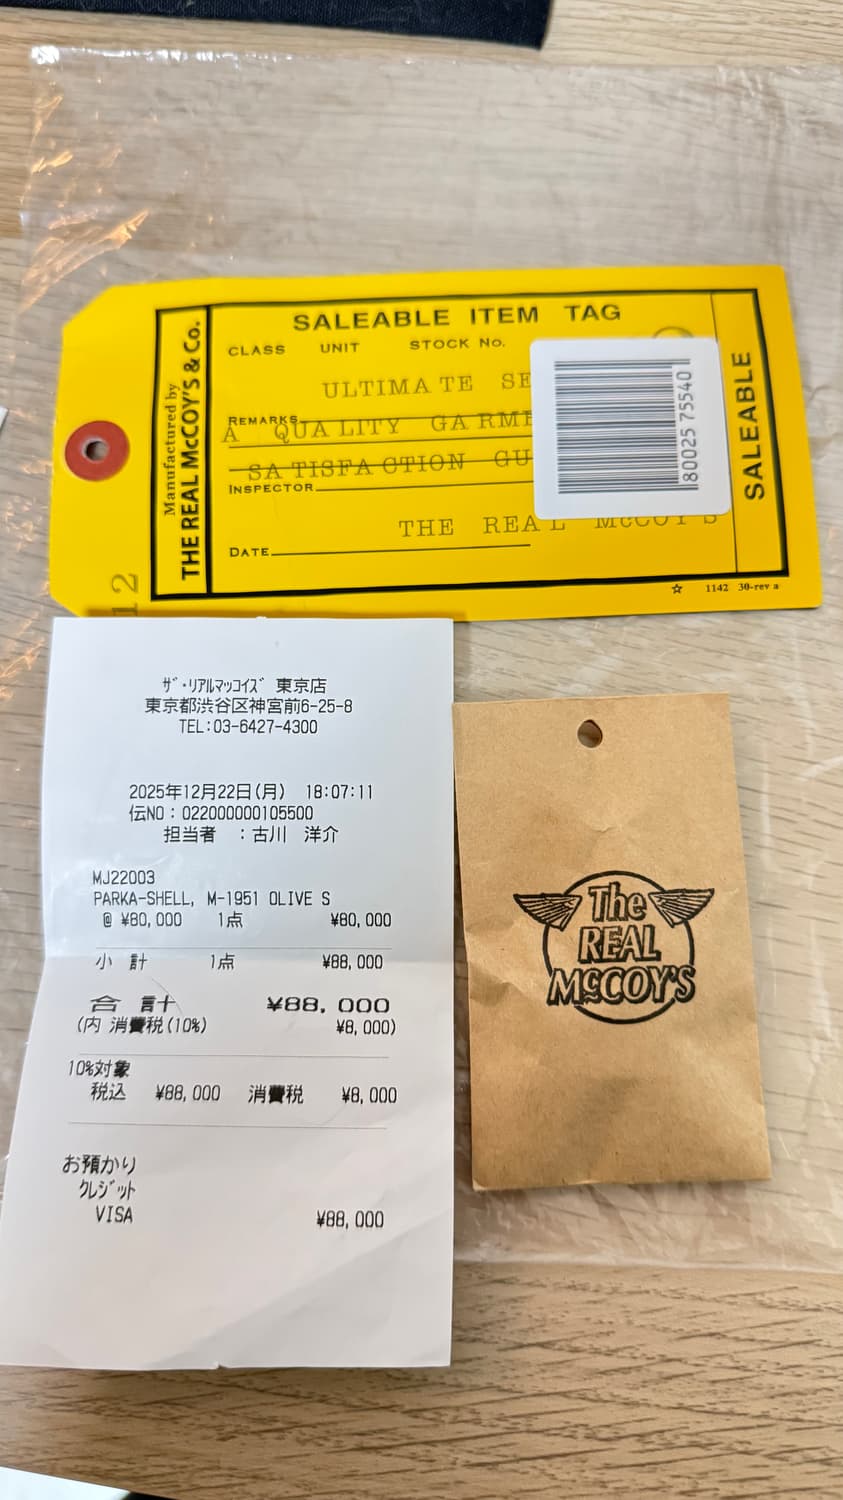 SALEABLE ITEM TAG
CLASS UNIT STOCK No.
ULTIMATE SE
REMARKS
A QUALITY GARME
SATISFACTION GU
INSPECTOR
THE REAL McCOY'S
DATE
Manufactured by
THE REAL McCOY'S & Co.
SALEABLE
80025 75540
☆ 1142 30-rev a
12
ザ・リアルマッコイズ 東京店
東京都渋谷区神宮前6-25-8
TEL:03-6427-4300
2025年12月22日(月) 18:07:11
伝NO:022000000105500
担当者 :古川 洋介
MJ22003
PARKA-SHELL, M-1951 OLIVE S
@ ¥80,000 1点 ¥80,000
小 計 1点 ¥88,000
合 計 ¥88,000
(内 消費税(10%) ¥8,000)
10%対象
税込 ¥88,000 消費税 ¥8,000
お預かり
クレジット
VISA ¥88,000
The
REAL
McCOY'S